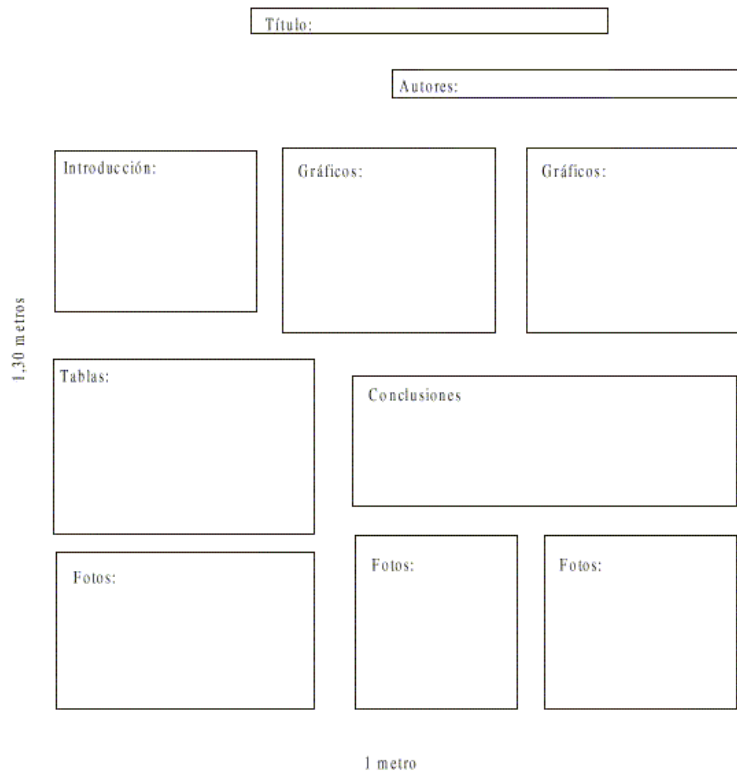 Título:
Autores:
Introducción:
Gráficos:
Gráficos:
1,30 metros
Tablas:
Conclusiones
Fotos:
Fotos:
Fotos:
1 metro